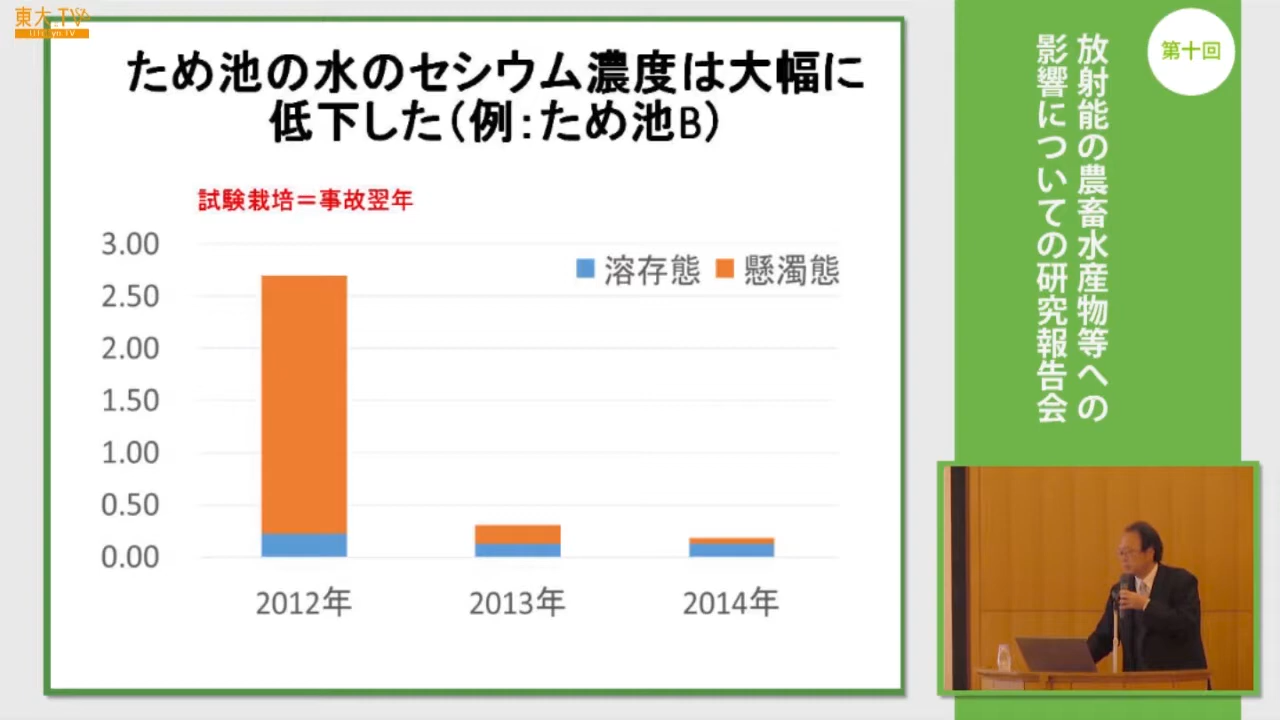 東大TV
UTokyo TV
ため池の水のセシウム濃度は大幅に
低下した(例:ため池B)
試験栽培=事故翌年
3.00
2.50
2.00
1.50
1.00
0.50
0.00
溶存態 懸濁態
2012年 2013年 2014年
第十回
放射能の農畜水産物等への
影響についての研究報告会